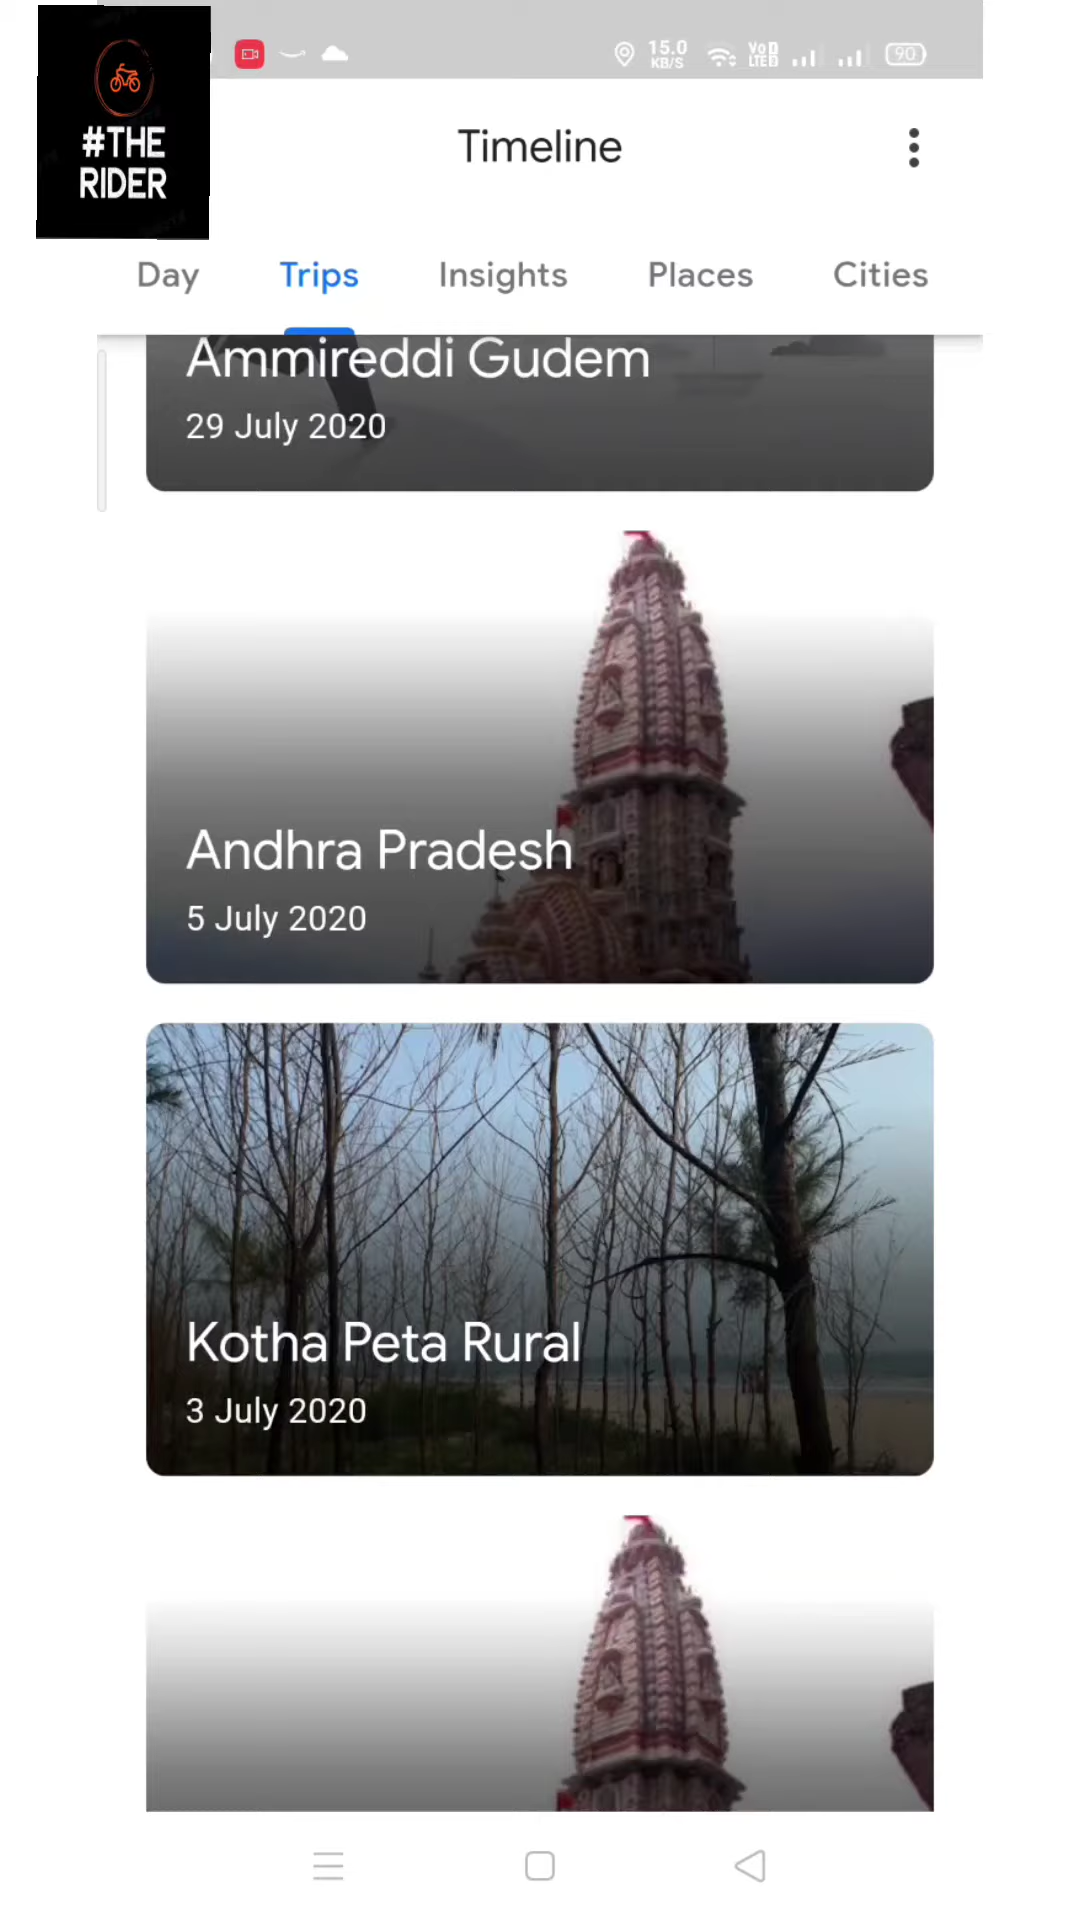 #THE
RIDER
15.0
KB/S
Vo
LTE
90
Timeline
Day
Trips
Insights
Places
Cities
Ammireddi Gudem
29 July 2020
Andhra Pradesh
5 July 2020
Kotha Peta Rural
3 July 2020